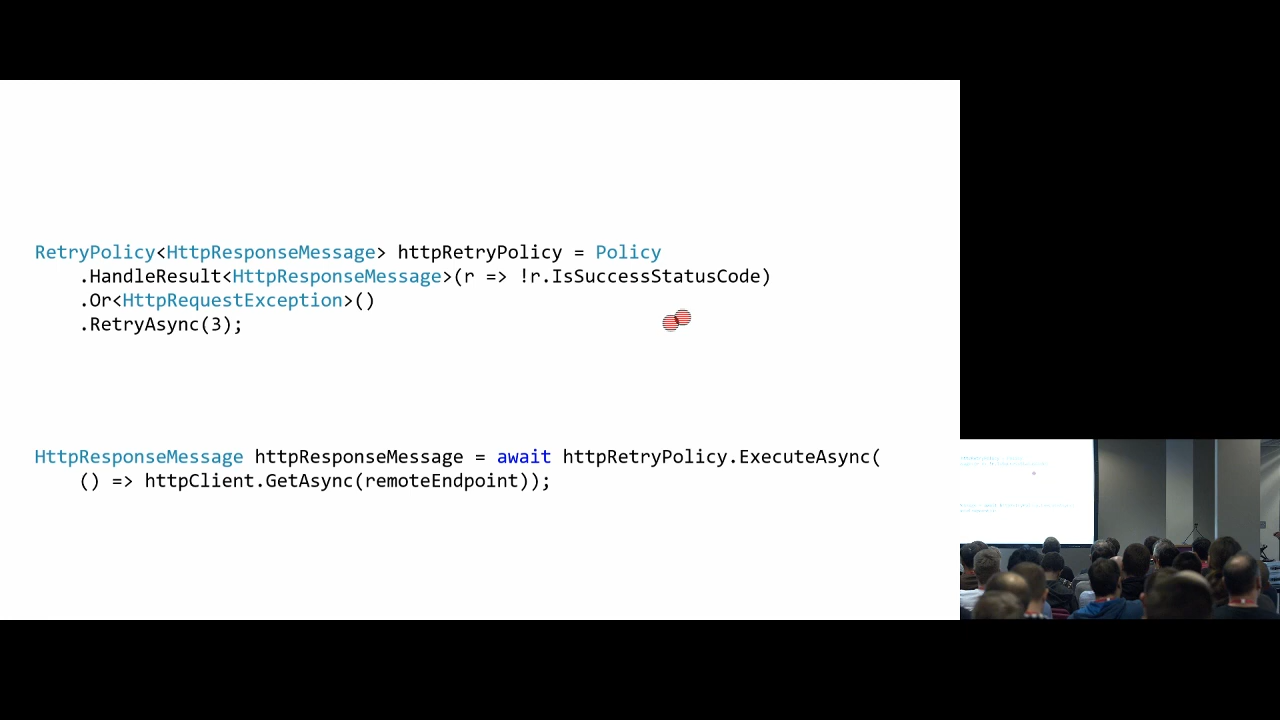 RetryPolicy<HttpResponseMessage> httpRetryPolicy = Policy
    .HandleResult<HttpResponseMessage>(r => !r.IsSuccessStatusCode)
    .Or<HttpRequestException>()
    .RetryAsync(3);
HttpResponseMessage httpResponseMessage = await httpRetryPolicy.ExecuteAsync(
    () => httpClient.GetAsync(remoteEndpoint));